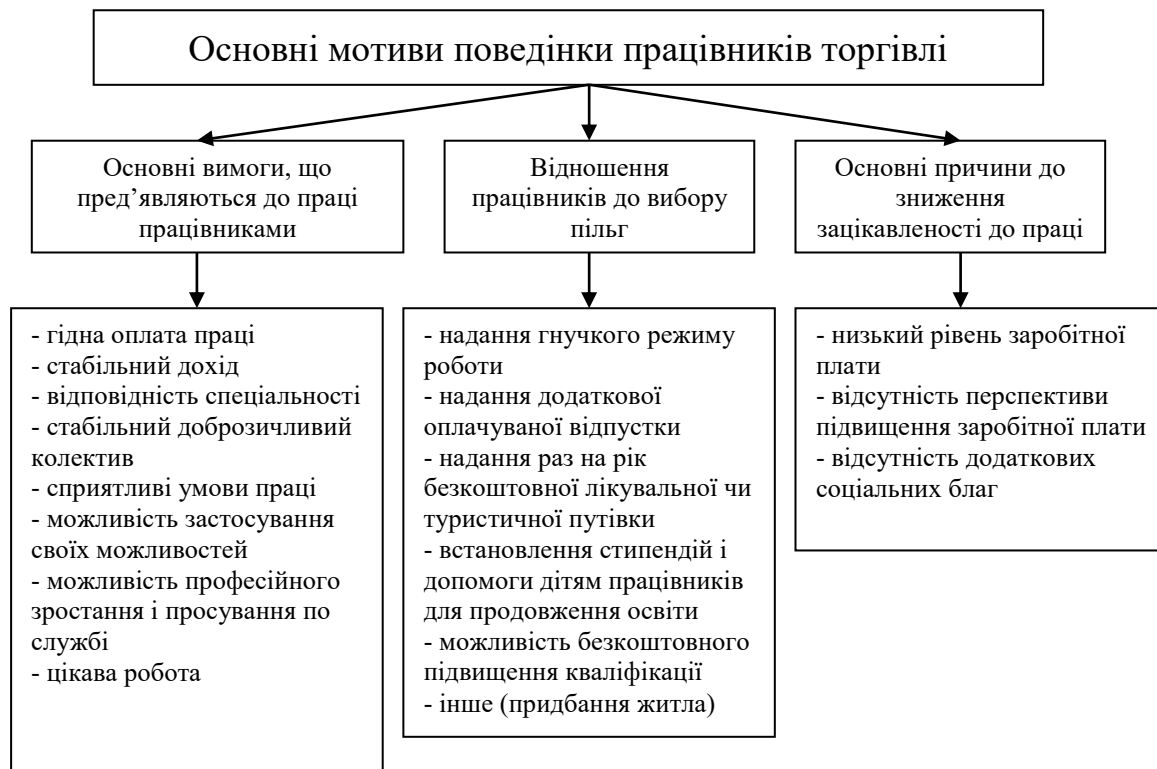 Основні мотиви поведінки працівників торгівлі
Основні вимоги, що
пред’являються до праці
працівниками
Відношення
працівників до вибору
пільг
Основні причини до
зниження
зацікавленості до праці
- гідна оплата праці
- стабільний дохід
- відповідність спеціальності
- стабільний доброзичливий
колектив
- сприятливі умови праці
- можливість застосування
своїх можливостей
- можливість професійного
зростання і просування по
службі
- цікава робота
- надання гнучкого режиму
роботи
- надання додаткової
оплачуваної відпустки
- надання раз на рік
безкоштовної лікувальної чи
туристичної путівки
- встановлення стипендій і
допомоги дітям працівників
для продовження освіти
- можливість безкоштовного
підвищення кваліфікації
- інше (придбання житла)
- низький рівень заробітної
плати
- відсутність перспективи
підвищення заробітної плати
- відсутність додаткових
соціальних благ